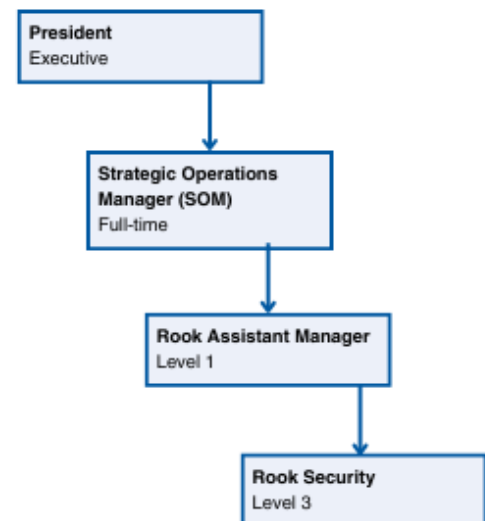 President
Executive
Strategic Operations
Manager (SOM)
Full-time
Rook Assistant Manager
Level 1
Rook Security
Level 3